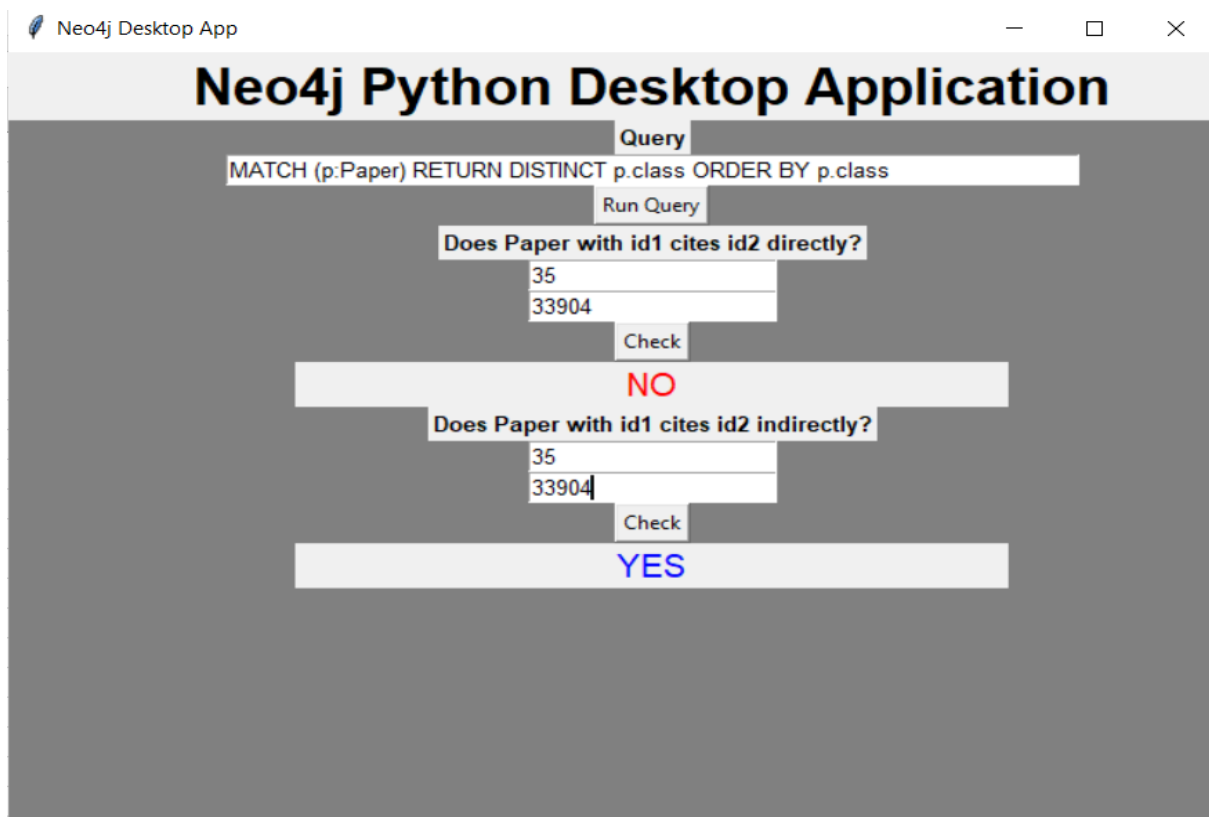 Neo4j Desktop App
Neo4j Python Desktop Application
Query
MATCH (p:Paper) RETURN DISTINCT p.class ORDER BY p.class
Run Query
Does Paper with id1 cites id2 directly?
35
33904
Check
NO
Does Paper with id1 cites id2 indirectly?
35
33904
Check
YES